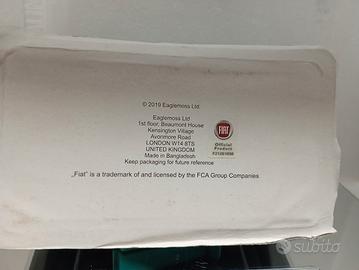 © 2019 Eaglemoss Ltd.
Eaglemoss Ltd.
1st floor, Beaumont House
Kensington Village
Avonmore Road
LONDON W14 8TS
UNITED KINGDOM
Made in Bangladesh
Keep packaging for future reference
FIAT
Official
Product
„Fiat” is a trademark of and licensed by the FCA Group Companies
subito